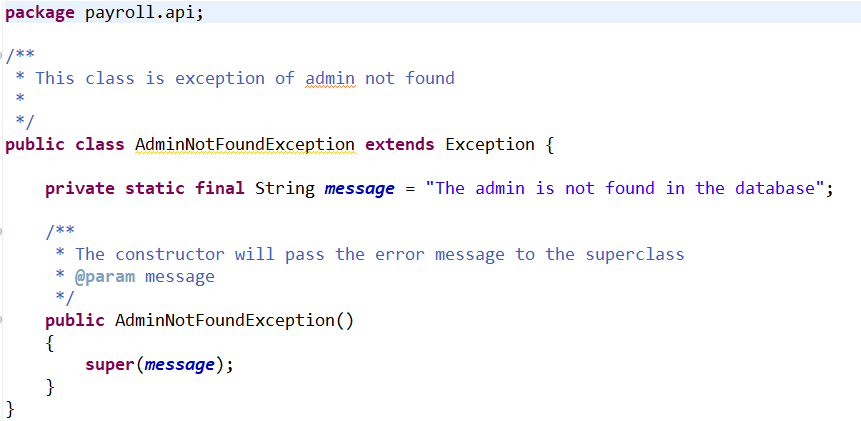 package payroll.api;
/**
 * This class is exception of admin not found
 *
 */
public class AdminNotFoundException extends Exception {
    private static final String message = "The admin is not found in the database";
    /**
     * The constructor will pass the error message to the superclass
     * @param message
     */
    public AdminNotFoundException()
    {
        super(message);
    }
}